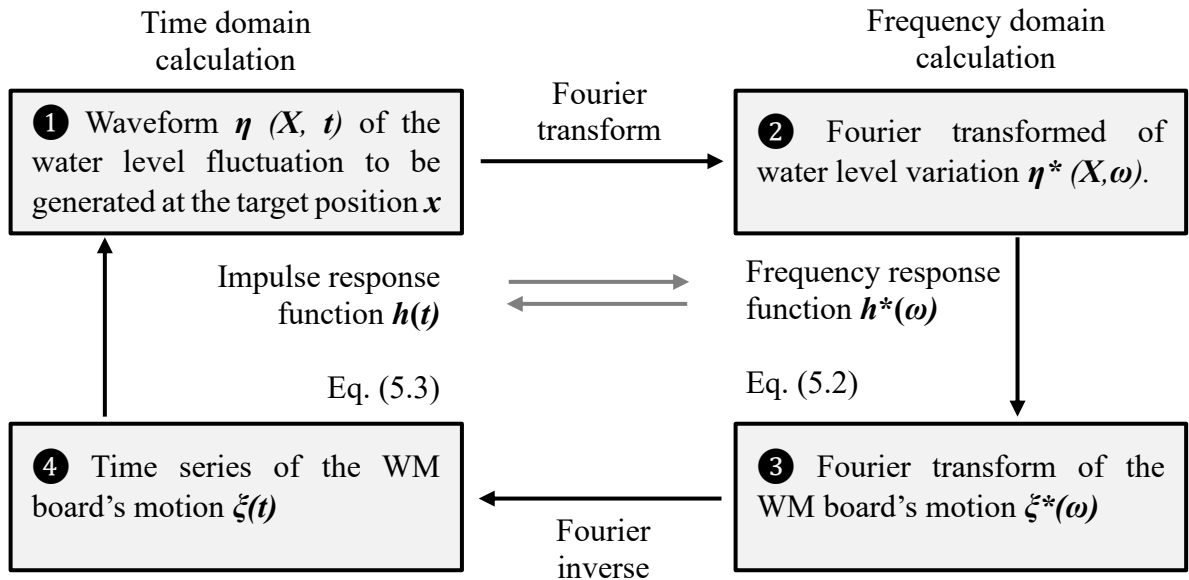 Time domain
calculation
Frequency domain
calculation
❶ Waveform η (X, t) of the
water level fluctuation to be
generated at the target position x
Fourier
transform
❷ Fourier transformed of
water level variation η* (X,ω).
Impulse response
function h(t)
Frequency response
function h*(ω)
Eq. (5.3)
Eq. (5.2)
❹ Time series of the WM
board’s motion ξ(t)
Fourier
inverse
❸ Fourier transform of the
WM board’s motion ξ*(ω)